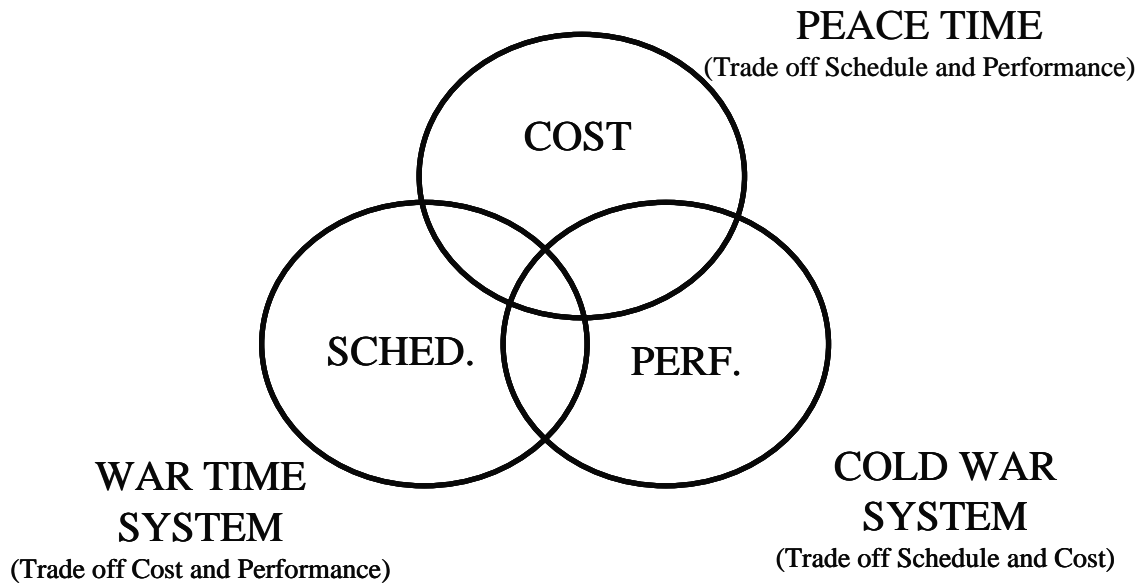 PEACE TIME
(Trade off Schedule and Performance)
COST
SCHED.
PERF.
WAR TIME
SYSTEM
(Trade off Cost and Performance)
COLD WAR
SYSTEM
(Trade off Schedule and Cost)